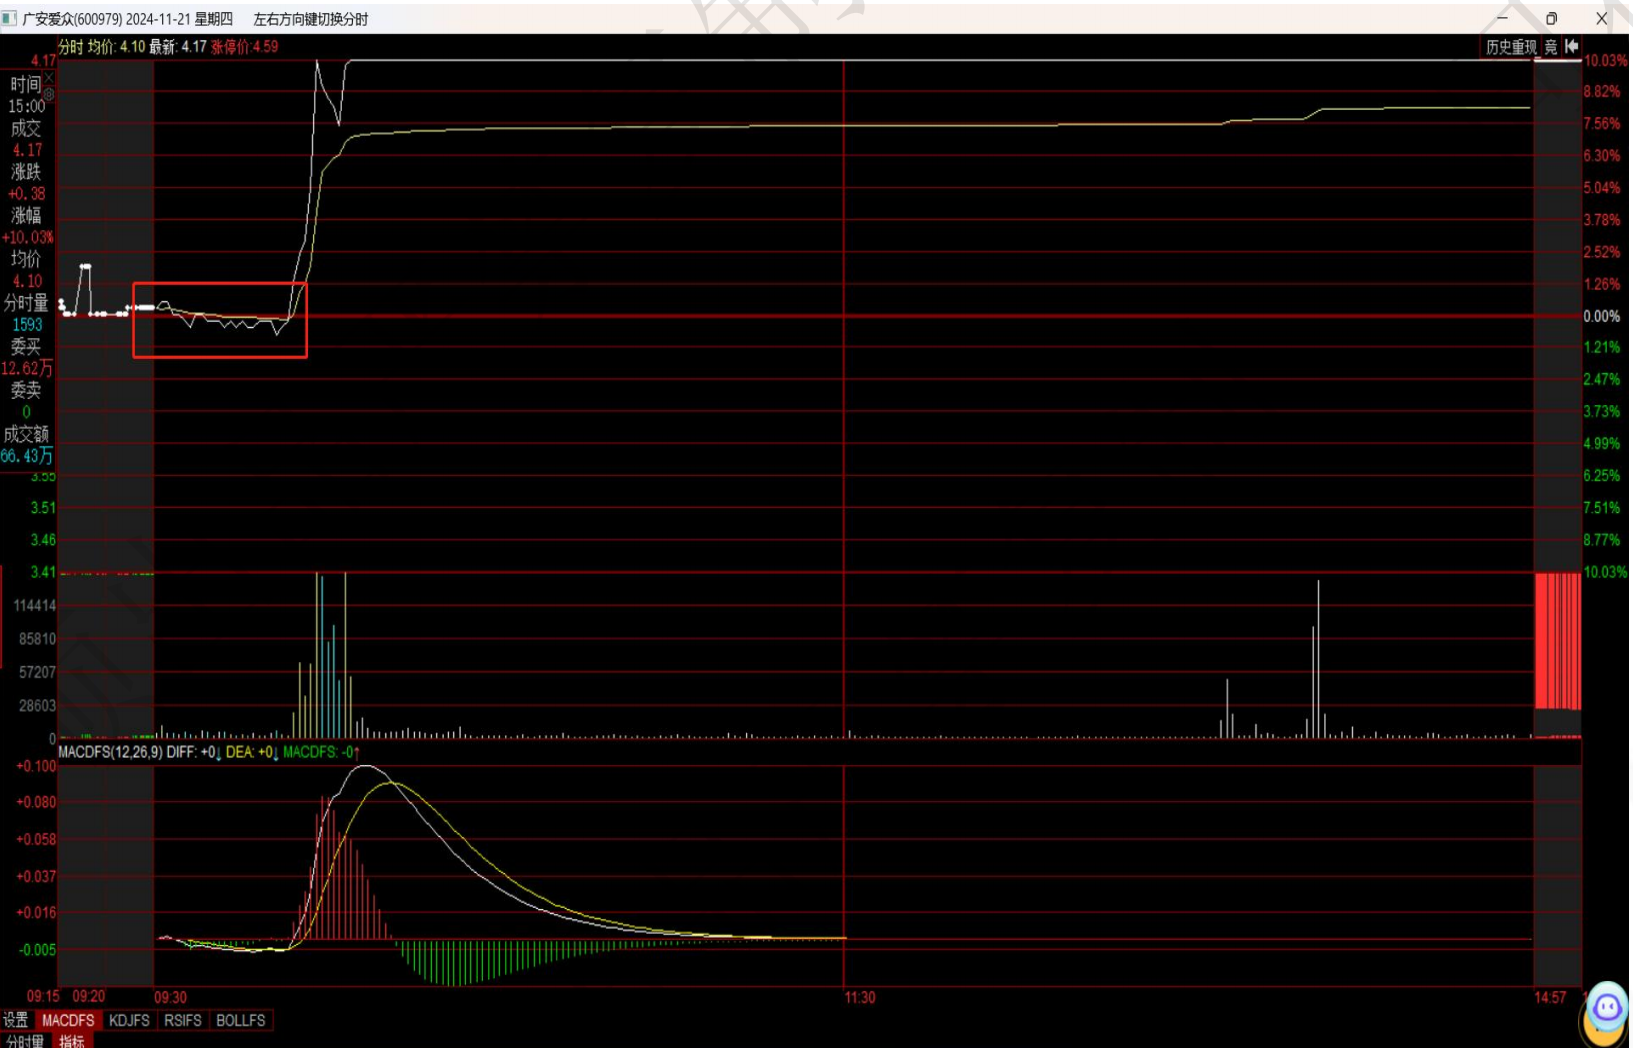 广安爱众(600979) 2024-11-21 星期四 左右方向键切换分时
分时 均价: 4.10 最新: 4.17 涨停价:4.59
历史重现 竞
4.17
时间
15:00
成交
4.17
涨跌
+0.38
涨幅
+10.03%
均价
4.10
分时量
1593
委买
12.62万
委卖
0
成交额
66.43万
3.55
3.51
3.46
3.41
114414
85810
57207
28603
0
10.03%
8.82%
7.56%
6.30%
5.04%
3.78%
2.52%
1.26%
0.00%
1.21%
2.47%
3.73%
4.99%
6.25%
7.51%
8.77%
10.03%
MACDFS(12,26,9) DIFF: +0↓ DEA: +0↓ MACDFS: -0↑
+0.100
+0.080
+0.058
+0.037
+0.016
-0.005
09:15 09:20 09:30 11:30 14:57
设置 MACDFS KDJFS RSIFS BOLLFS
分时量 指标